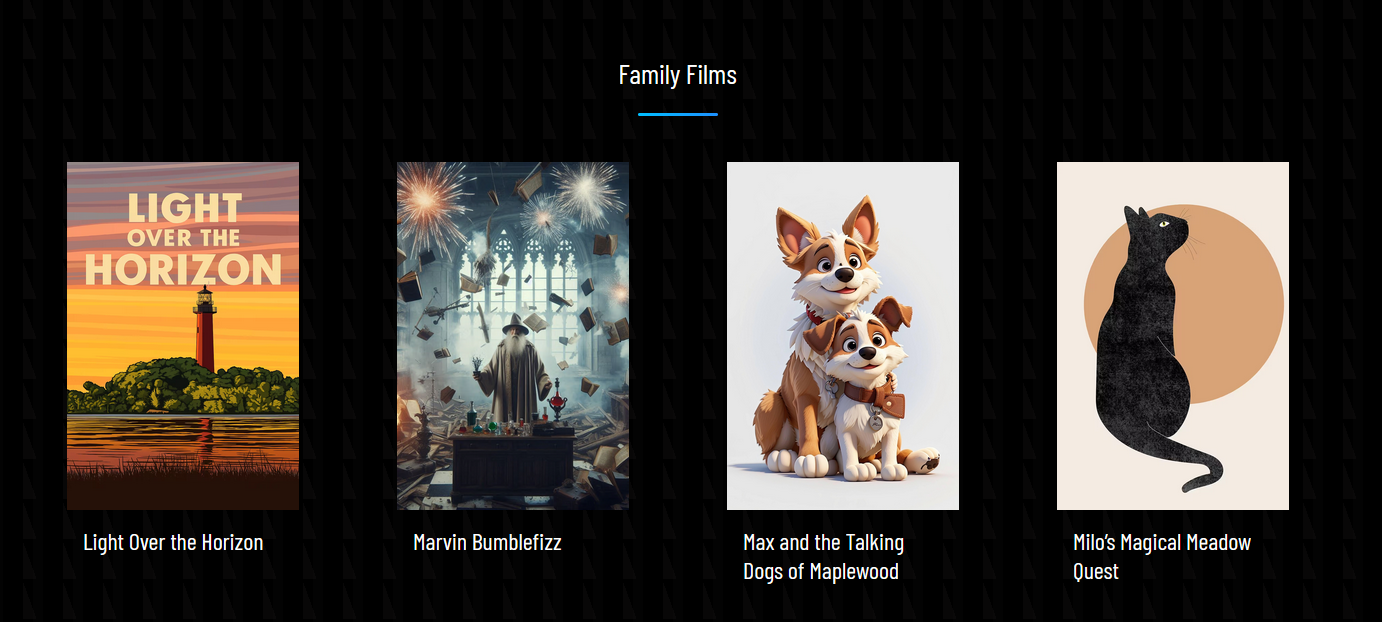 Family Films
LIGHT
OVER THE
HORIZON
Light Over the Horizon
Marvin Bumblefizz
Max and the Talking
Dogs of Maplewood
Milo’s Magical Meadow
Quest